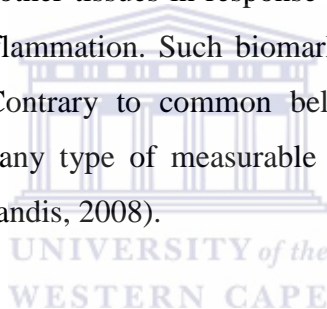 other tissues in response
flammation. Such biomark
Contrary to common bel
any type of measurable
andis, 2008).
UNIVERSITY of the
WESTERN CAPE